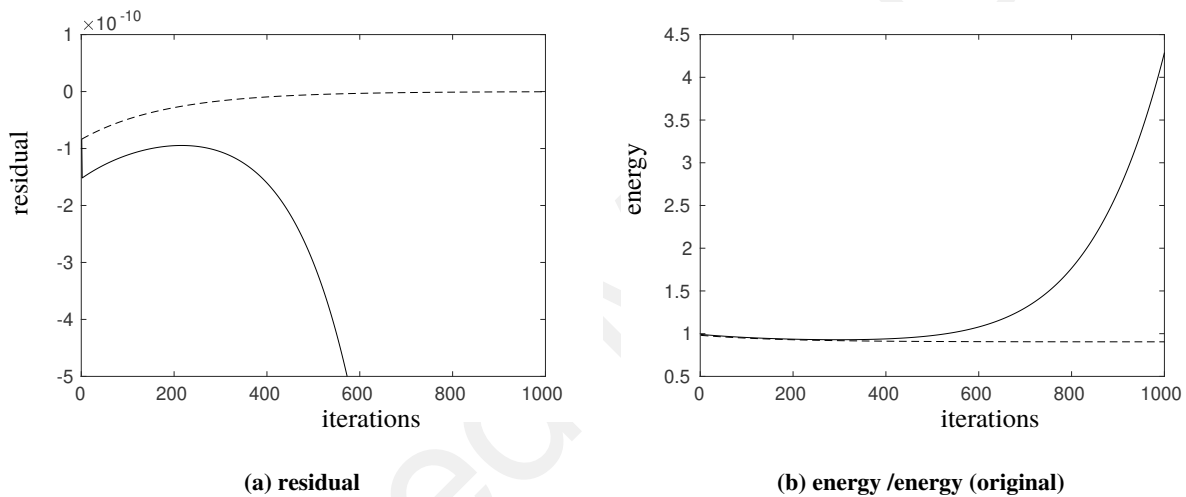 ×10⁻¹⁰
1
0
-1
-2
-3
-4
-5
residual
0 200 400 600 800 1000
iterations
(a) residual
4.5
4
3.5
3
2.5
2
1.5
1
0.5
energy
0 200 400 600 800 1000
iterations
(b) energy /energy (original)